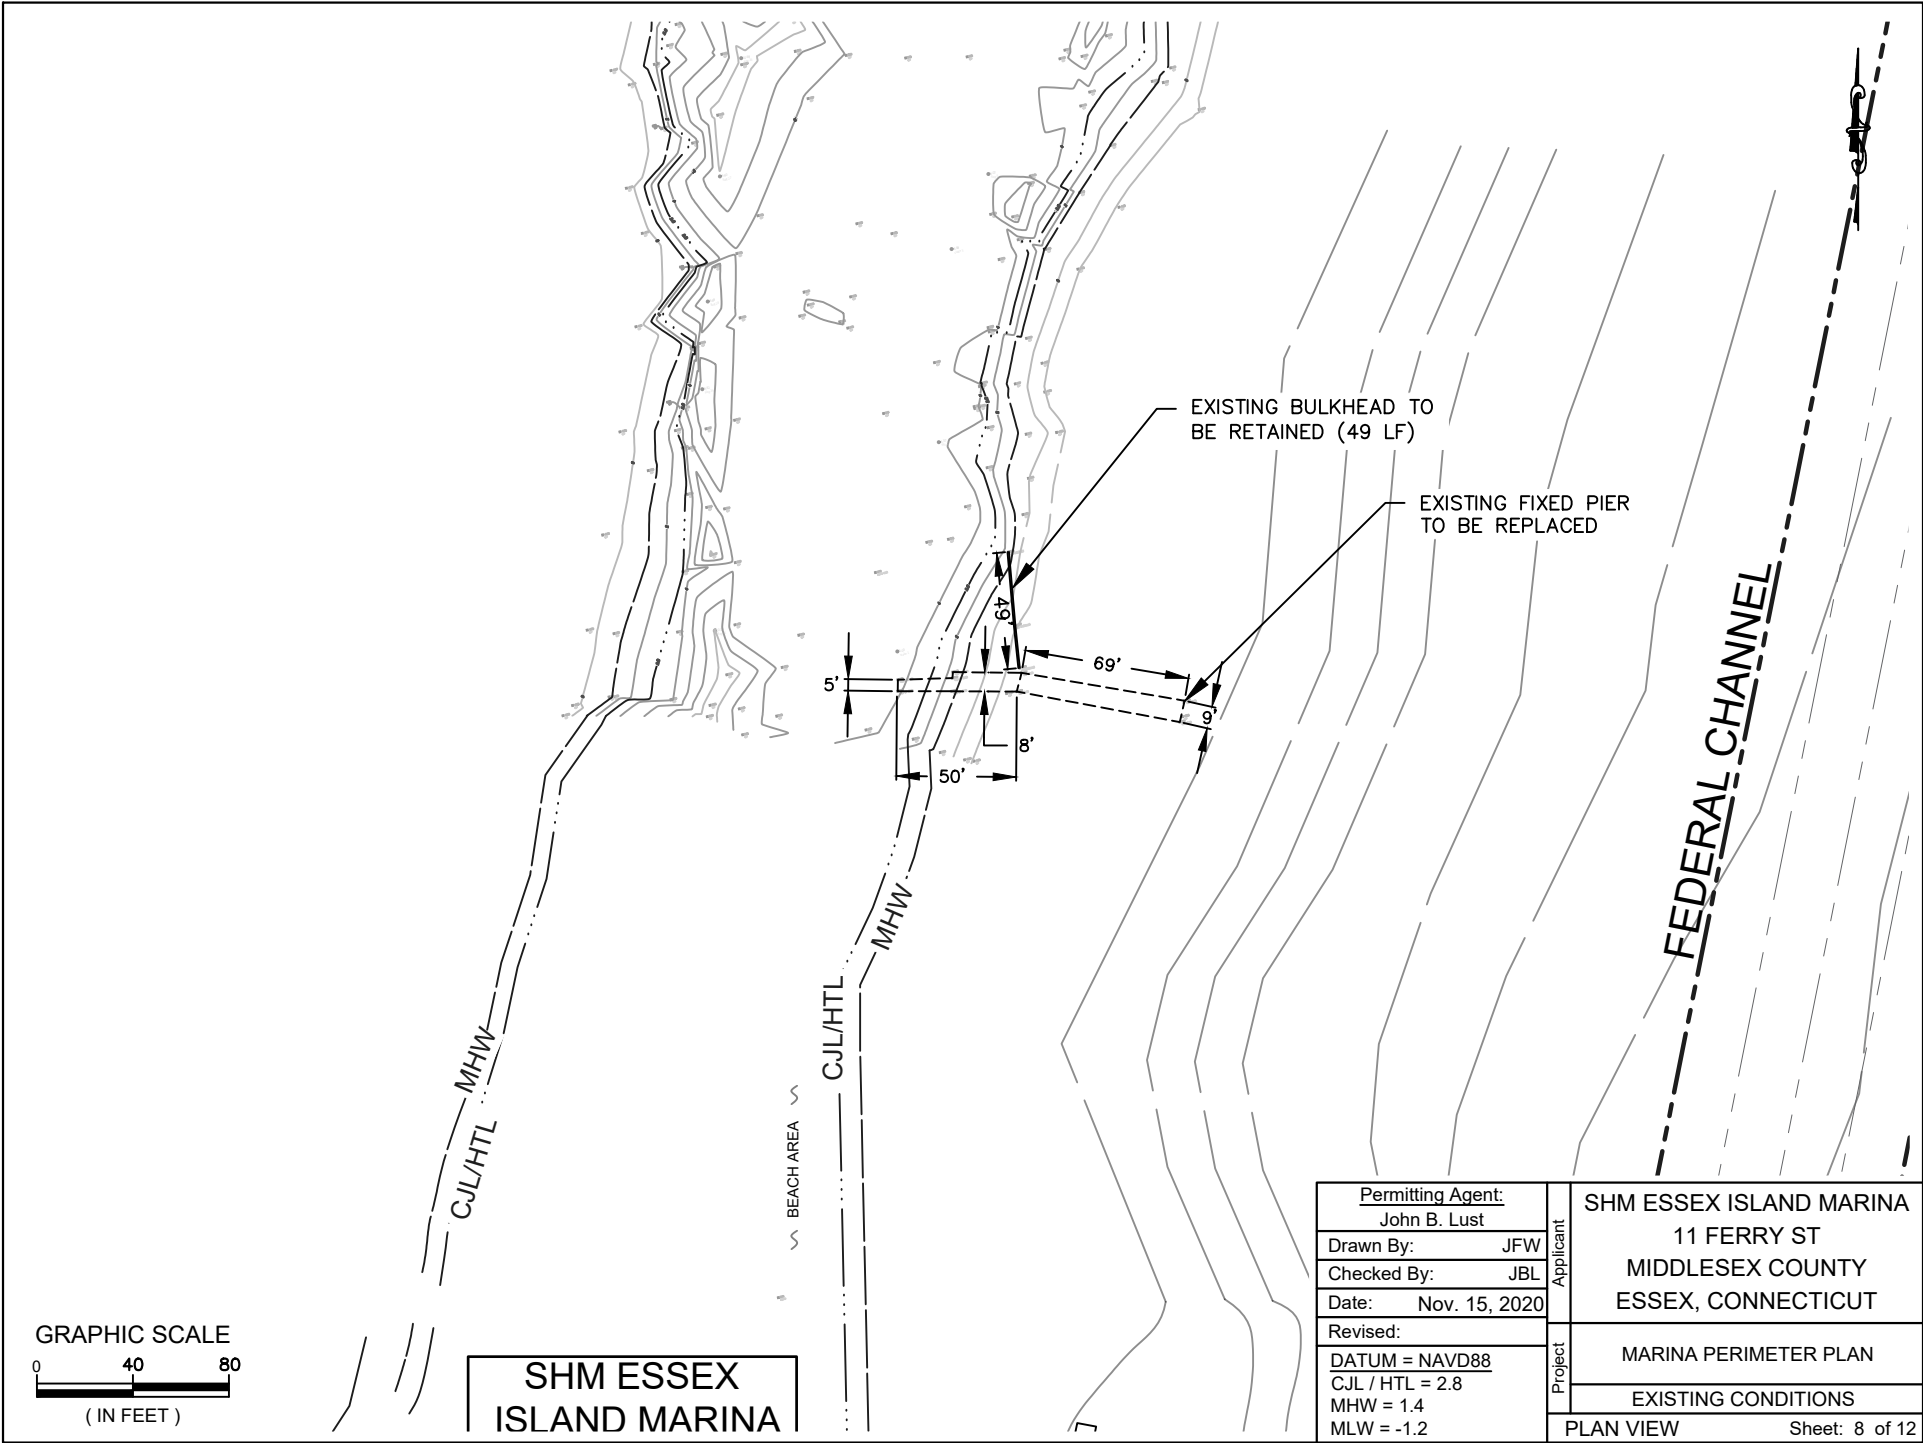 EXISTING BULKHEAD TO
BE RETAINED (49 LF)
EXISTING FIXED PIER
TO BE REPLACED
49'
69'
5'
9'
8'
50'
FEDERAL CHANNEL
MHW
CJL/HTL
MHW
CJL/HTL
BEACH AREA
GRAPHIC SCALE
0 40 80
( IN FEET )
SHM ESSEX
ISLAND MARINA
Permitting Agent:
John B. Lust
Drawn By: JFW
Checked By: JBL
Date: Nov. 15, 2020
Revised:
DATUM = NAVD88
CJL / HTL = 2.8
MHW = 1.4
MLW = -1.2
Applicant
SHM ESSEX ISLAND MARINA
11 FERRY ST
MIDDLESEX COUNTY
ESSEX, CONNECTICUT
Project
MARINA PERIMETER PLAN
EXISTING CONDITIONS
PLAN VIEW Sheet: 8 of 12